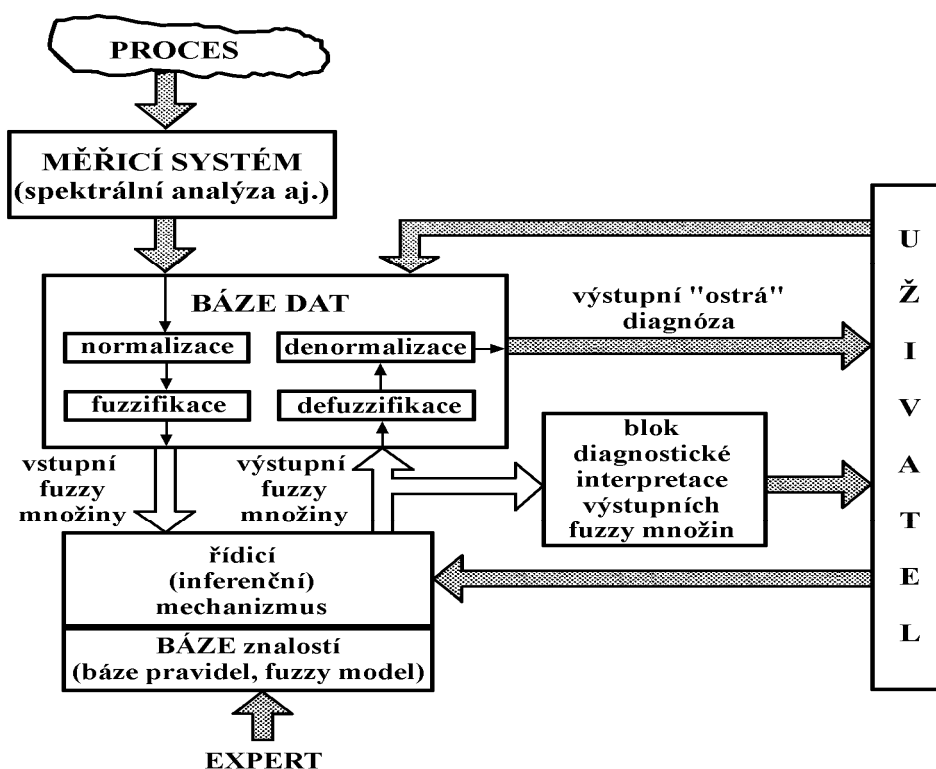 PROCES
MĚŘICÍ SYSTÉM
(spektrální analýza aj.)
BÁZE DAT
normalizace
fuzzifikace
denormalizace
defuzzifikace
výstupní "ostrá"
diagnóza
vstupní
fuzzy
množiny
výstupní
fuzzy
množiny
blok
diagnostické
interpretace
výstupních
fuzzy množin
řídicí
(inferenční)
mechanizmus
BÁZE znalostí
(báze pravidel, fuzzy model)
EXPERT
U
Ž
I
V
A
T
E
L